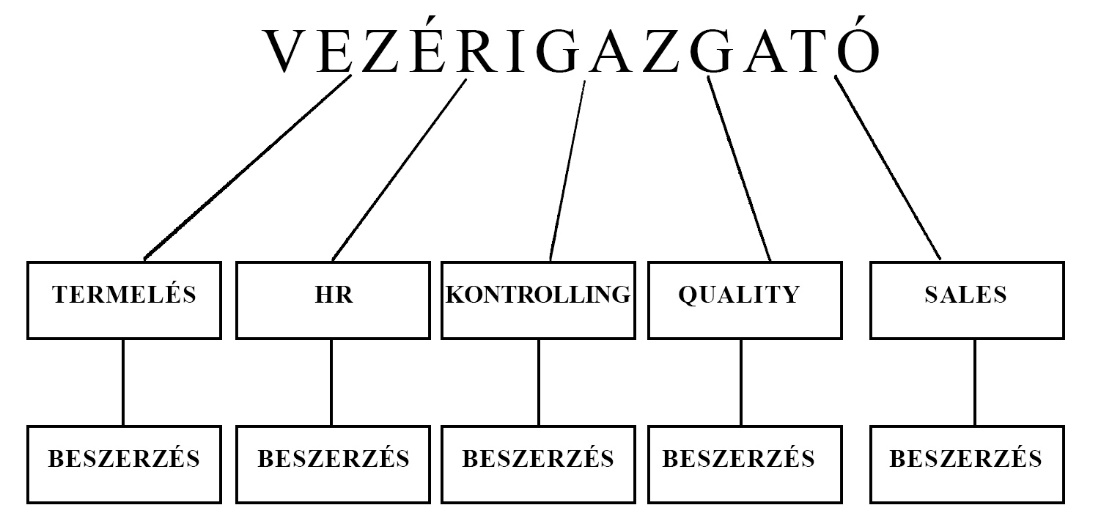 VEZÉRIGAZGATÓ
TERMELÉS HR KONTROLLING QUALITY SALES
BESZERZÉS BESZERZÉS BESZERZÉS BESZERZÉS BESZERZÉS